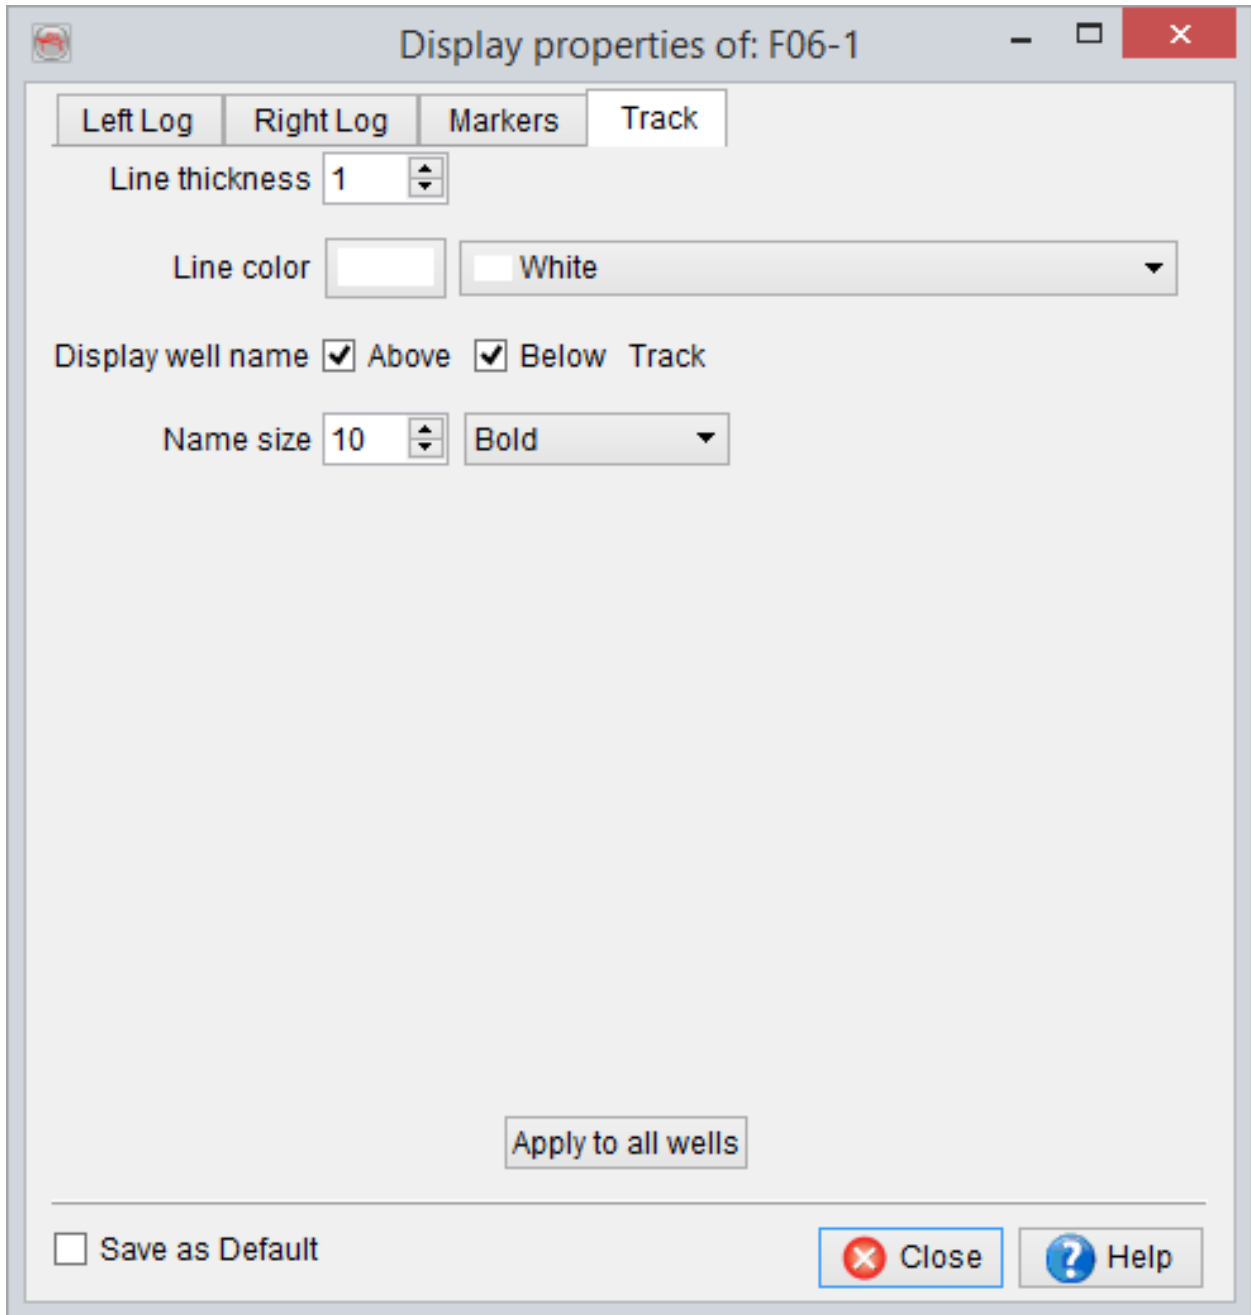 Display properties of: F06-1
Left Log Right Log Markers Track
Line thickness 1
Line color White
Display well name Above Below Track
Name size 10 Bold
Apply to all wells
Save as Default Close Help